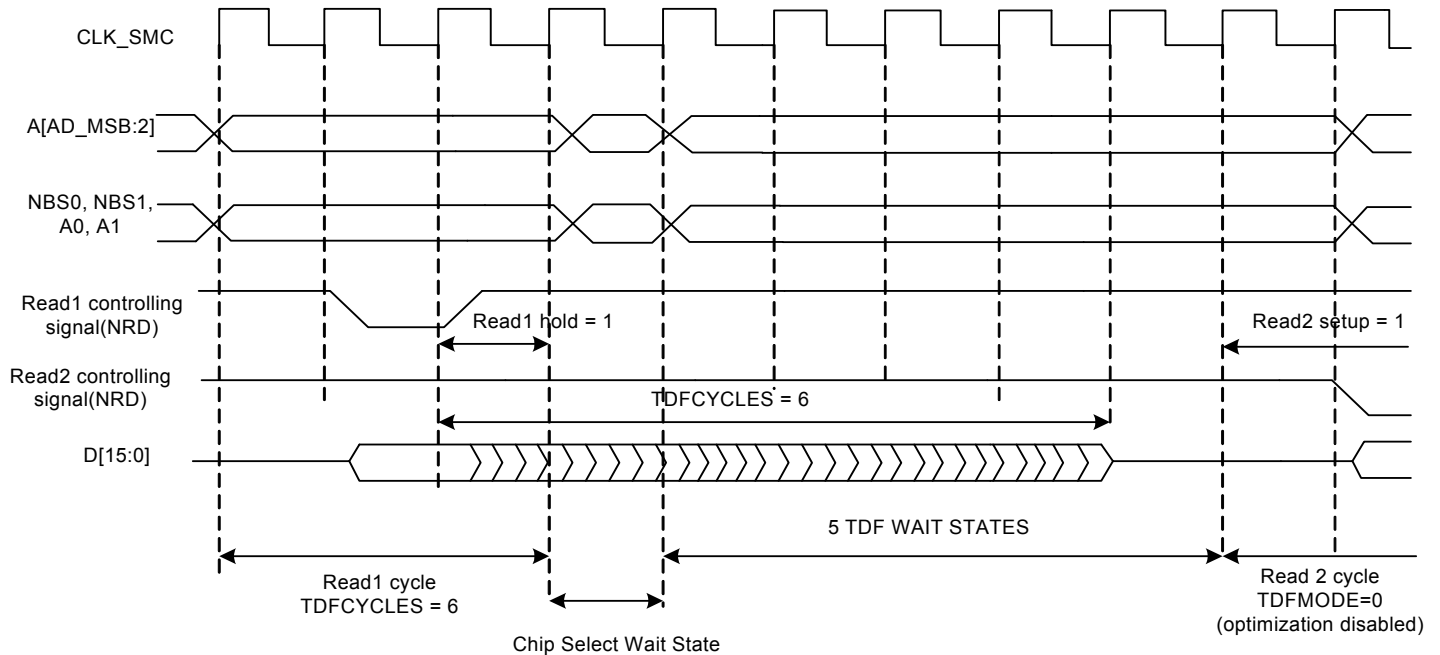 CLK_SMC
A[AD_MSB:2]
NBS0, NBS1,
A0, A1
Read1 controlling
signal(NRD)
Read1 hold = 1
Read2 setup = 1
Read2 controlling
signal(NRD)
TDFCYCLES = 6
D[15:0]
5 TDF WAIT STATES
Read1 cycle
TDFCYCLES = 6
Read 2 cycle
TDFMODE=0
(optimization disabled)
Chip Select Wait State